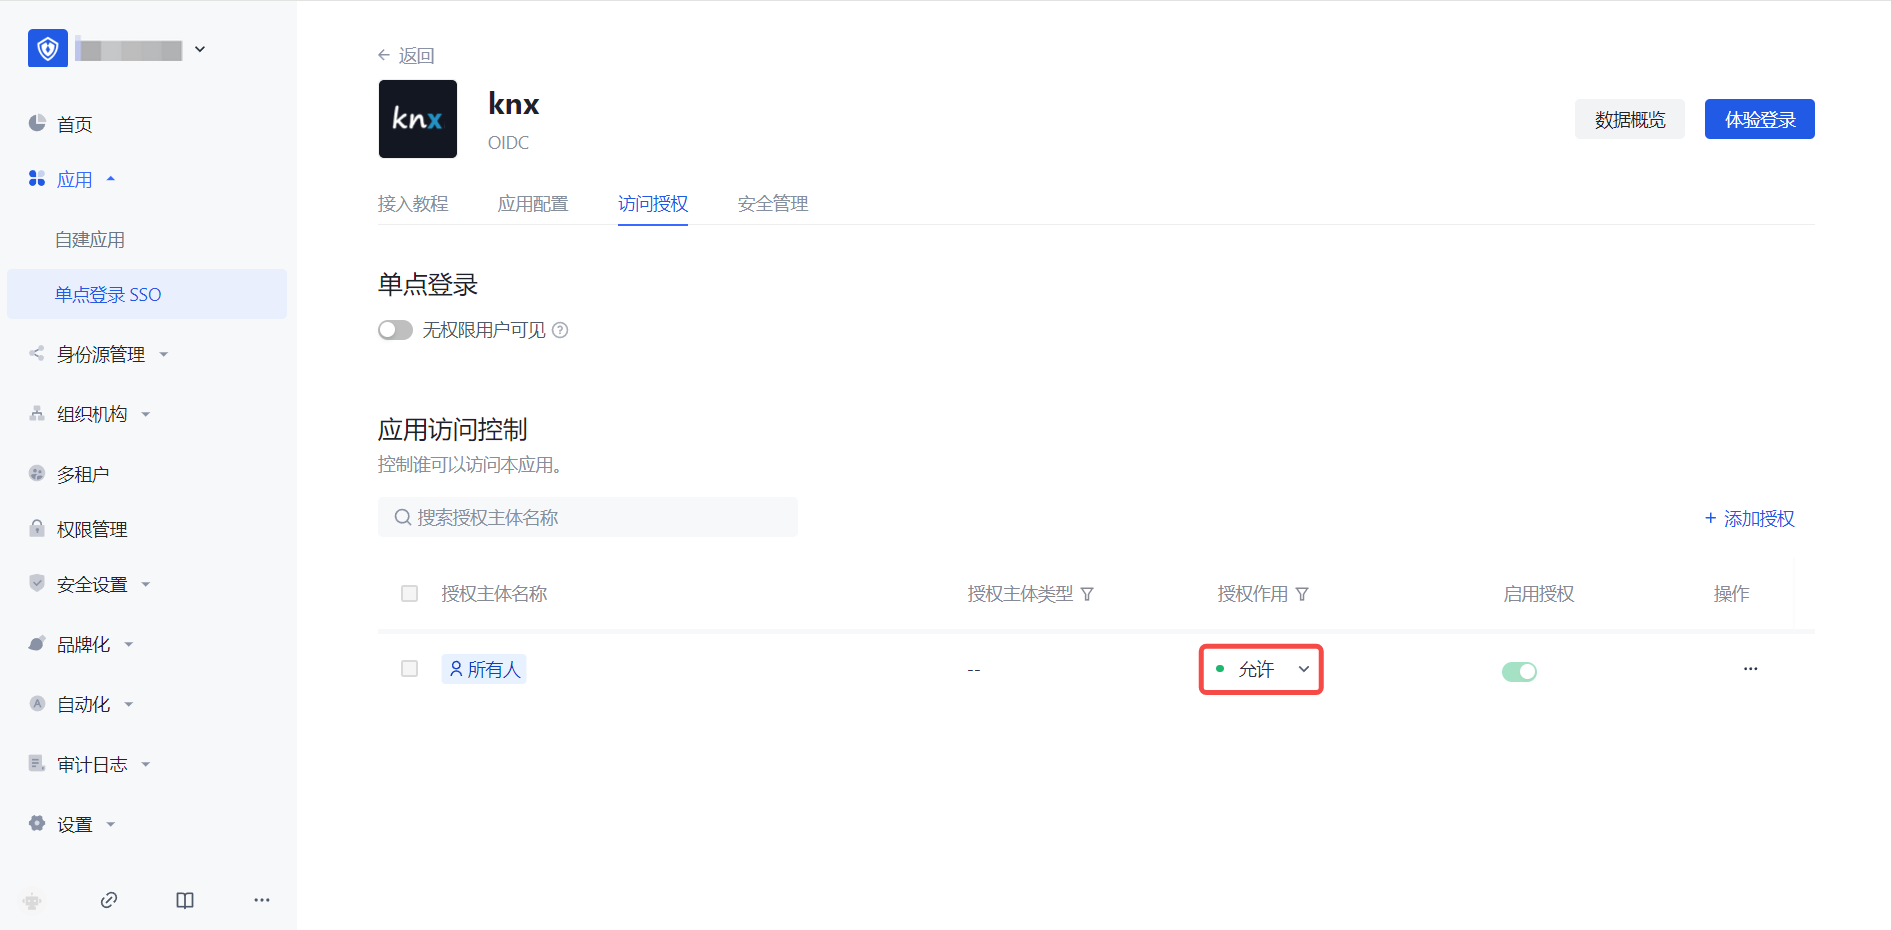 首页
应用
自建应用
单点登录 SSO
身份源管理
组织机构
多租户
权限管理
安全设置
品牌化
自动化
审计日志
设置
返回
knx
knx
OIDC
数据概览
体验登录
接入教程
应用配置
访问授权
安全管理
单点登录
无权限用户可见
应用访问控制
控制谁可以访问本应用。
搜索授权主体名称
+ 添加授权
授权主体名称 授权主体类型 授权作用 启用授权 操作
所有人 -- 允许 ···